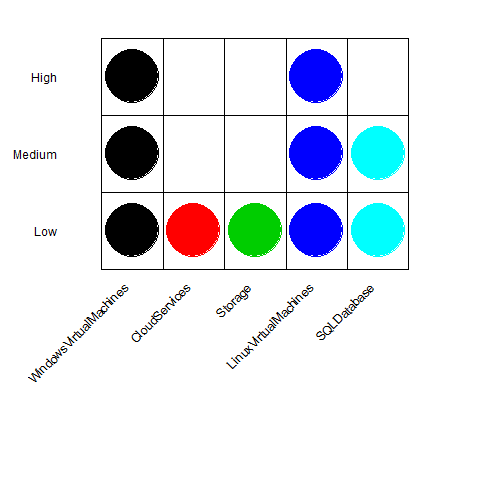 High
Medium
Low
WindowsVirtualMachines
CloudServices
Storage
LinuxVirtualMachines
SQLDatabase